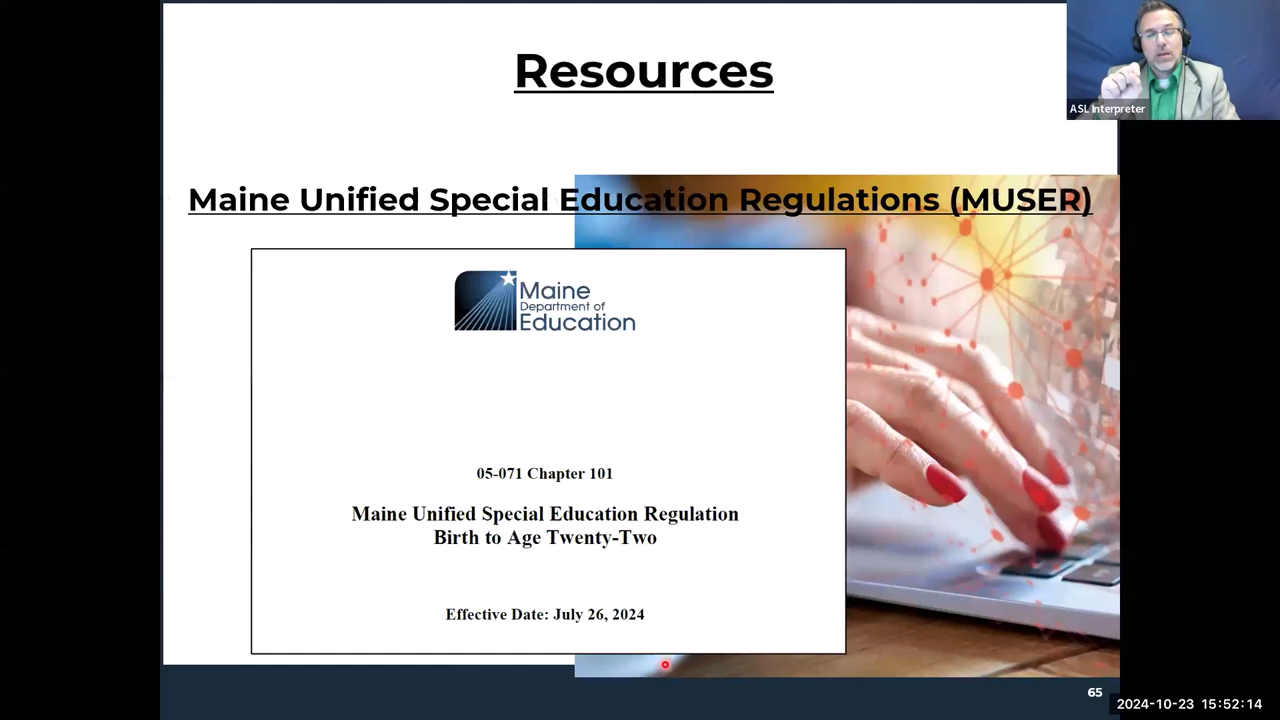 Resources
ASL Interpreter
Maine Unified Special Education Regulations (MUSER)
Maine
Department of
Education
05-071 Chapter 101
Maine Unified Special Education Regulation
Birth to Age Twenty-Two
Effective Date: July 26, 2024
65
2024-10-23 15:52:14